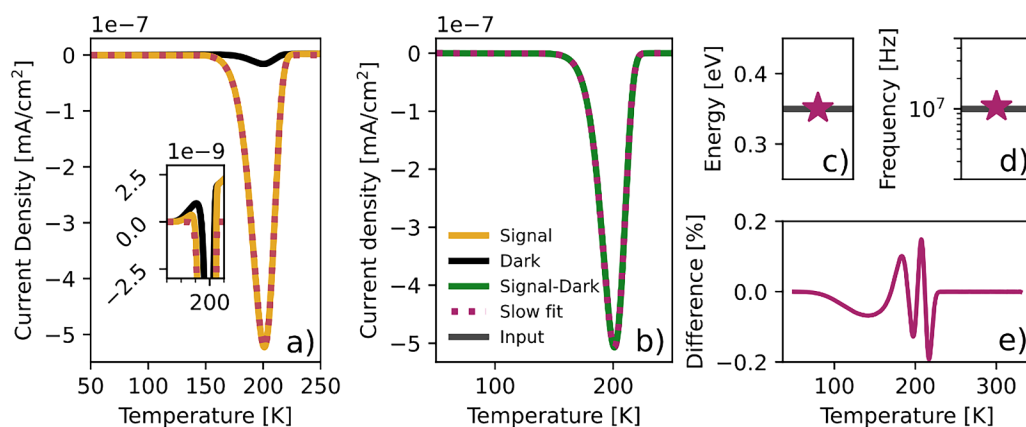 1e−7
Current Density [mA/cm²]
0
−1
−2
−3
−4
−5
1e−9
2.5
0.0
−2.5
200
a)
50
100
150
200
250
Temperature [K]
1e−7
Current density [mA/cm²]
0
−1
−2
−3
−4
−5
Signal
Dark
Signal-Dark
Slow fit
Input
b)
100
200
Temperature [K]
Energy [eV]
0.4
0.3
c)
Frequency [Hz]
10⁷
d)
Difference [%]
0.2
0.0
−0.2
e)
100
200
300
Temperature [K]